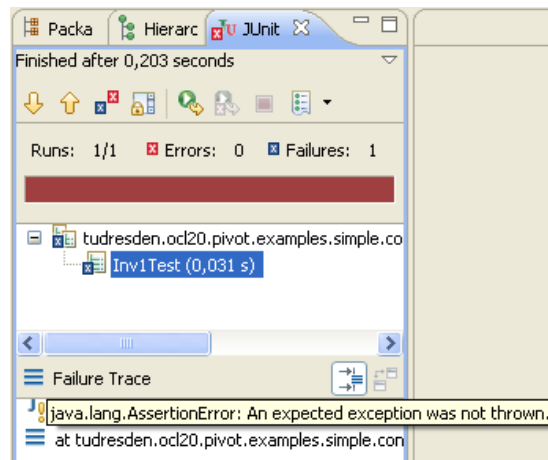 Packa Hierarc JUnit
Finished after 0,203 seconds
Runs: 1/1 Errors: 0 Failures: 1
tudresden.ocl20.pivot.examples.simple.co
Inv1Test (0,031 s)
Failure Trace
java.lang.AssertionError: An expected exception was not thrown.
at tudresden.ocl20.pivot.examples.simple.con